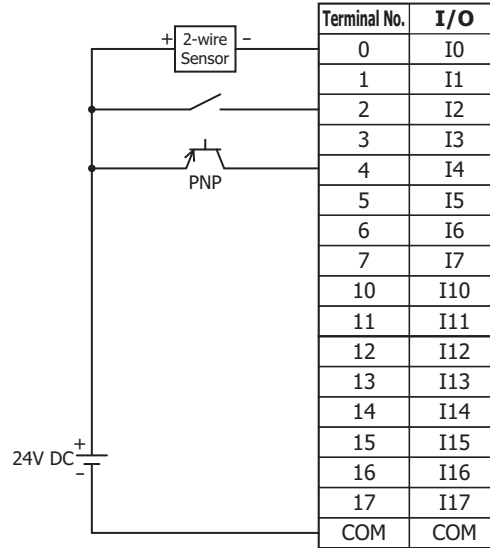 Terminal No. I/O
+ 2-wire Sensor – 0 I0
1 I1
2 I2
3 I3
PNP 4 I4
5 I5
6 I6
7 I7
10 I10
11 I11
12 I12
13 I13
14 I14
15 I15
24V DC + – 16 I16
17 I17
COM COM